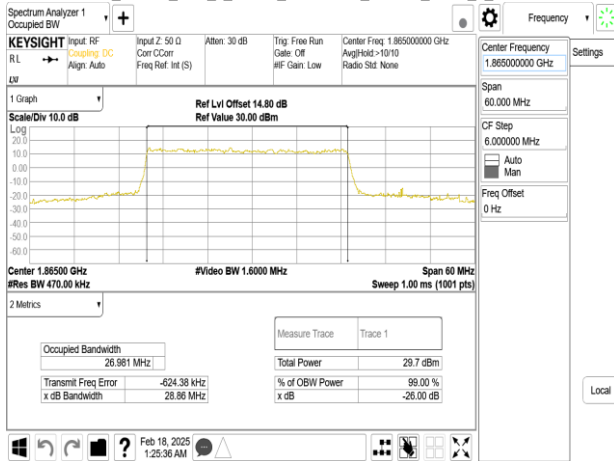 Spectrum Analyzer 1
Occupied BW
+
Frequency
Settings
KEYSIGHT
RL
LXI
Input: RF
Coupling: DC
Align: Auto
Input Z: 50 Ω
Corr CCorr
Freq Ref: Int (S)
Atten: 30 dB
Trig: Free Run
Gate: Off
#IF Gain: Low
Center Freq: 1.865000000 GHz
Avg|Hold:>10/10
Radio Std: None
Center Frequency
1.865000000 GHz
Span
60.000 MHz
CF Step
6.000000 MHz
Auto
Man
Freq Offset
0 Hz
Local
1 Graph
Scale/Div 10.0 dB
Ref Lvl Offset 14.80 dB
Ref Value 30.00 dBm
Log
20.0
10.0
0.00
-10.0
-20.0
-30.0
-40.0
-50.0
-60.0
Center 1.86500 GHz
#Video BW 1.6000 MHz
Span 60 MHz
#Res BW 470.00 kHz
Sweep 1.00 ms (1001 pts)
2 Metrics
Measure Trace
Trace 1
Occupied Bandwidth
26.981 MHz
Total Power
29.7 dBm
Transmit Freq Error
-624.38 kHz
% of OBW Power
99.00 %
x dB Bandwidth
28.86 MHz
x dB
-26.00 dB
?
Feb 18, 2025
1:25:36 AM